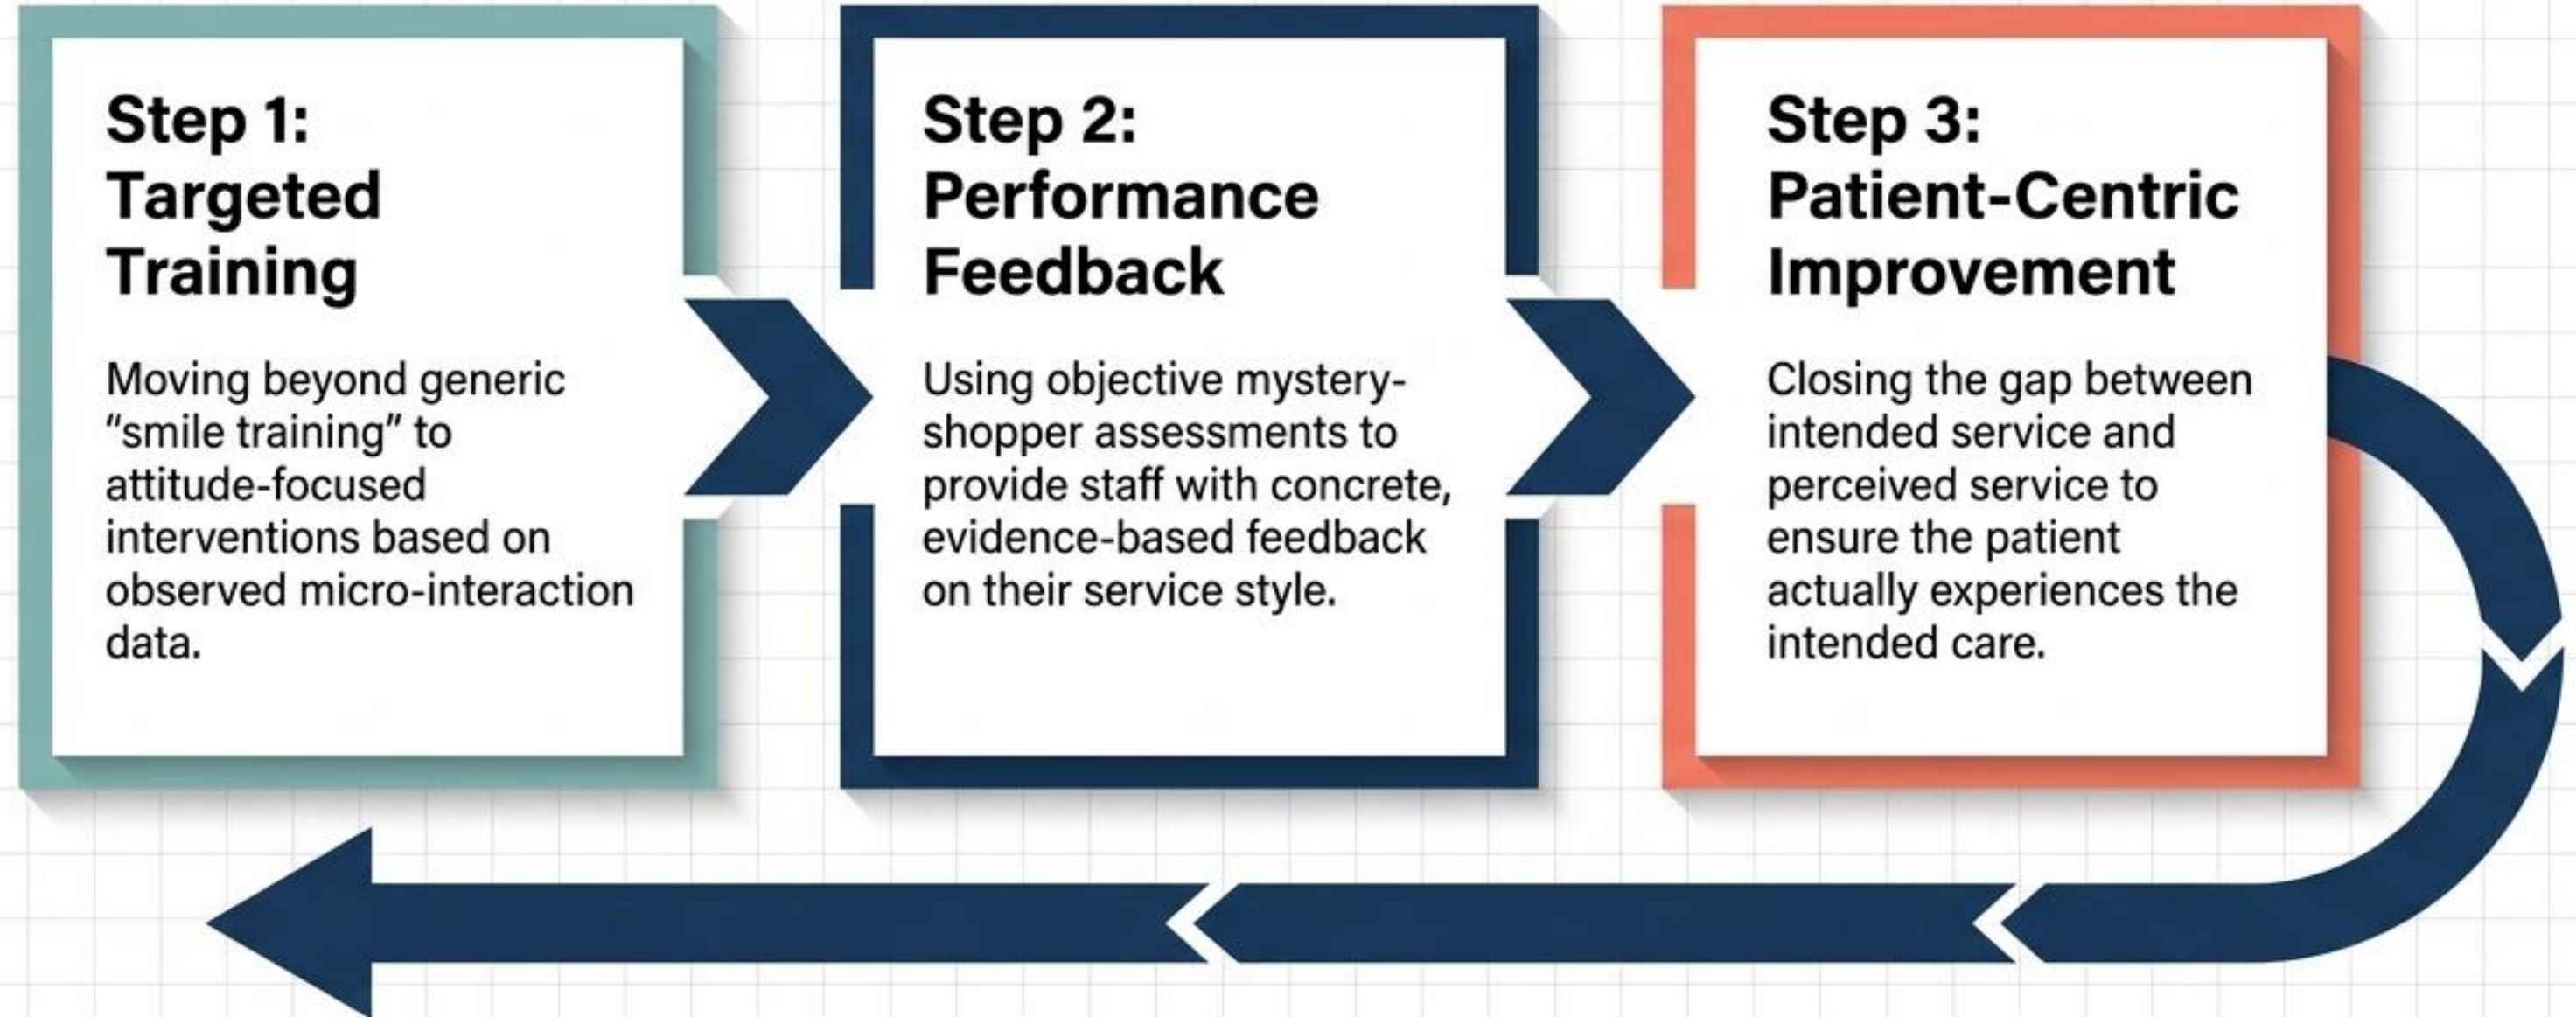 Step 1:
Targeted
Training
Moving beyond generic
“smile training” to
attitude-focused
interventions based on
observed micro-interaction
data.
Step 2:
Performance
Feedback
Using objective mystery-
shopper assessments to
provide staff with concrete,
evidence-based feedback
on their service style.
Step 3:
Patient-Centric
Improvement
Closing the gap between
intended service and
perceived service to
ensure the patient
actually experiences the
intended care.